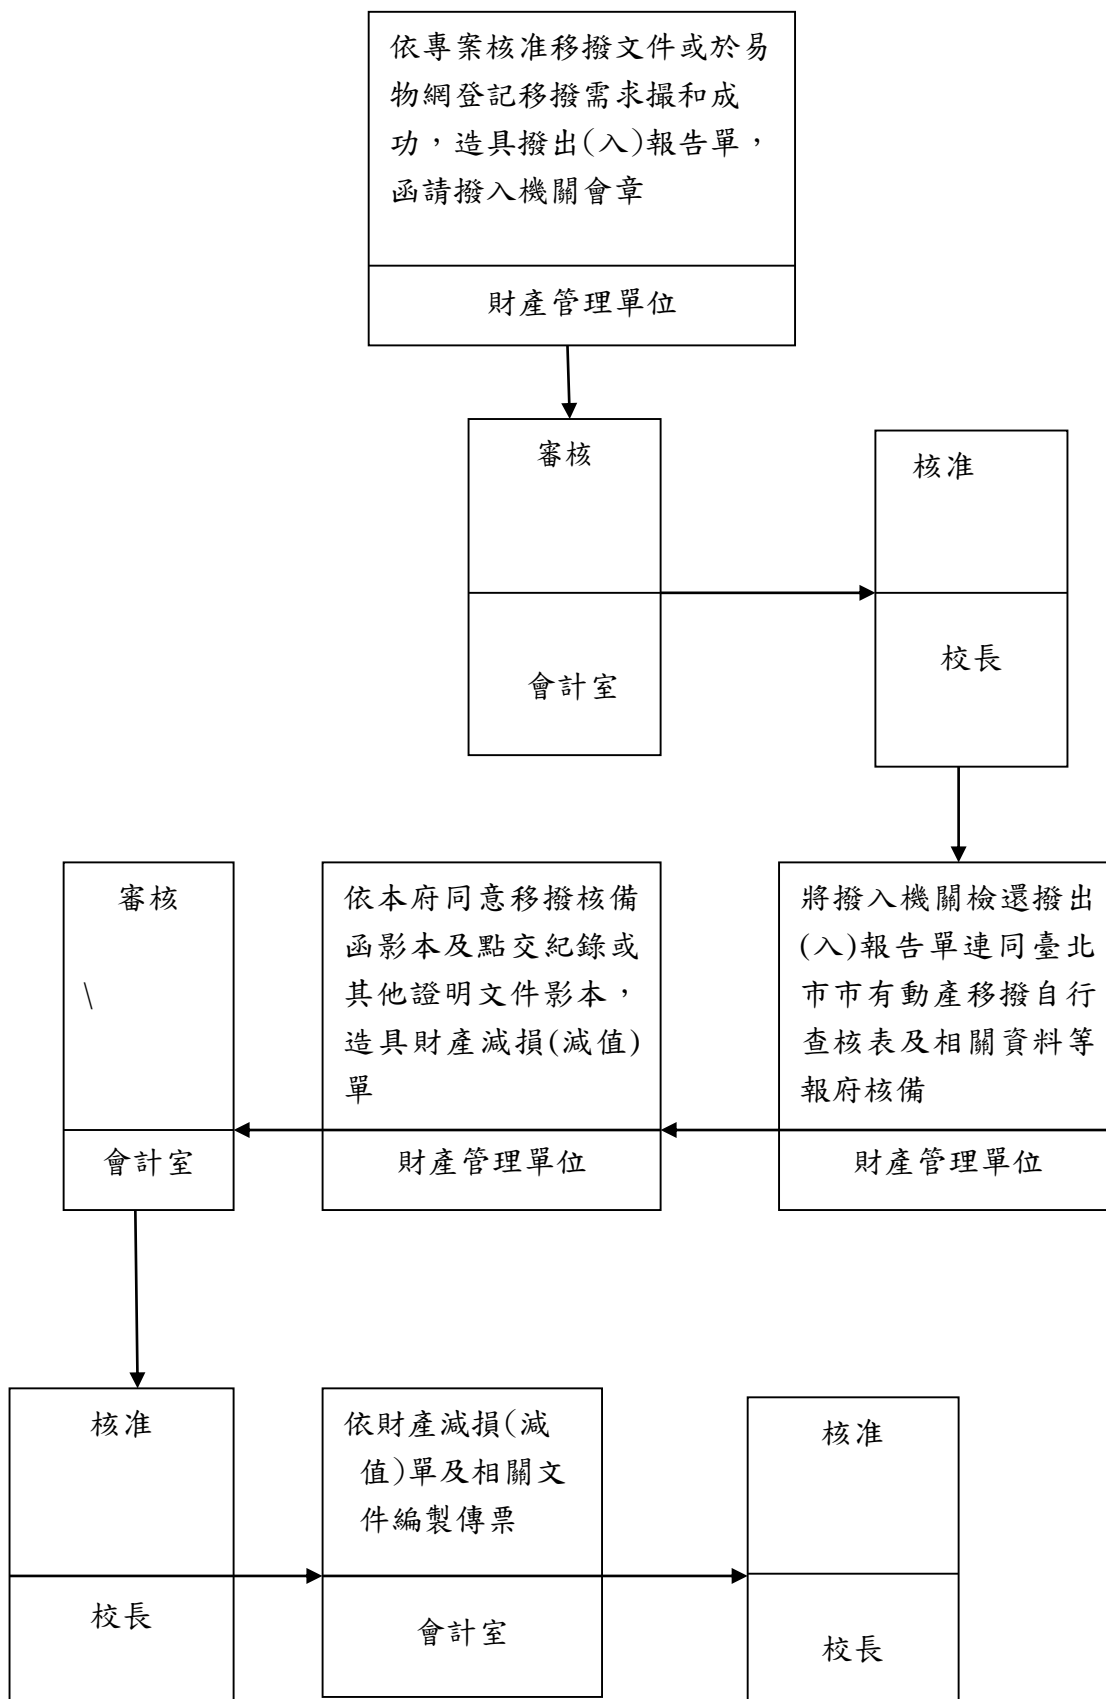 依專案核准移撥文件或於易
物網登記移撥需求撮和成
功，造具撥出(入)報告單，
函請撥入機關會章
財產管理單位
審核
會計室
核准
校長
將撥入機關檢還撥出
(入)報告單連同臺北
市市有動產移撥自行
查核表及相關資料等
報府核備
財產管理單位
依本府同意移撥核備
函影本及點交紀錄或
其他證明文件影本，
造具財產減損(減值)
單
財產管理單位
審核
\
會計室
核准
校長
依財產減損(減
值)單及相關文
件編製傳票
會計室
核准
校長